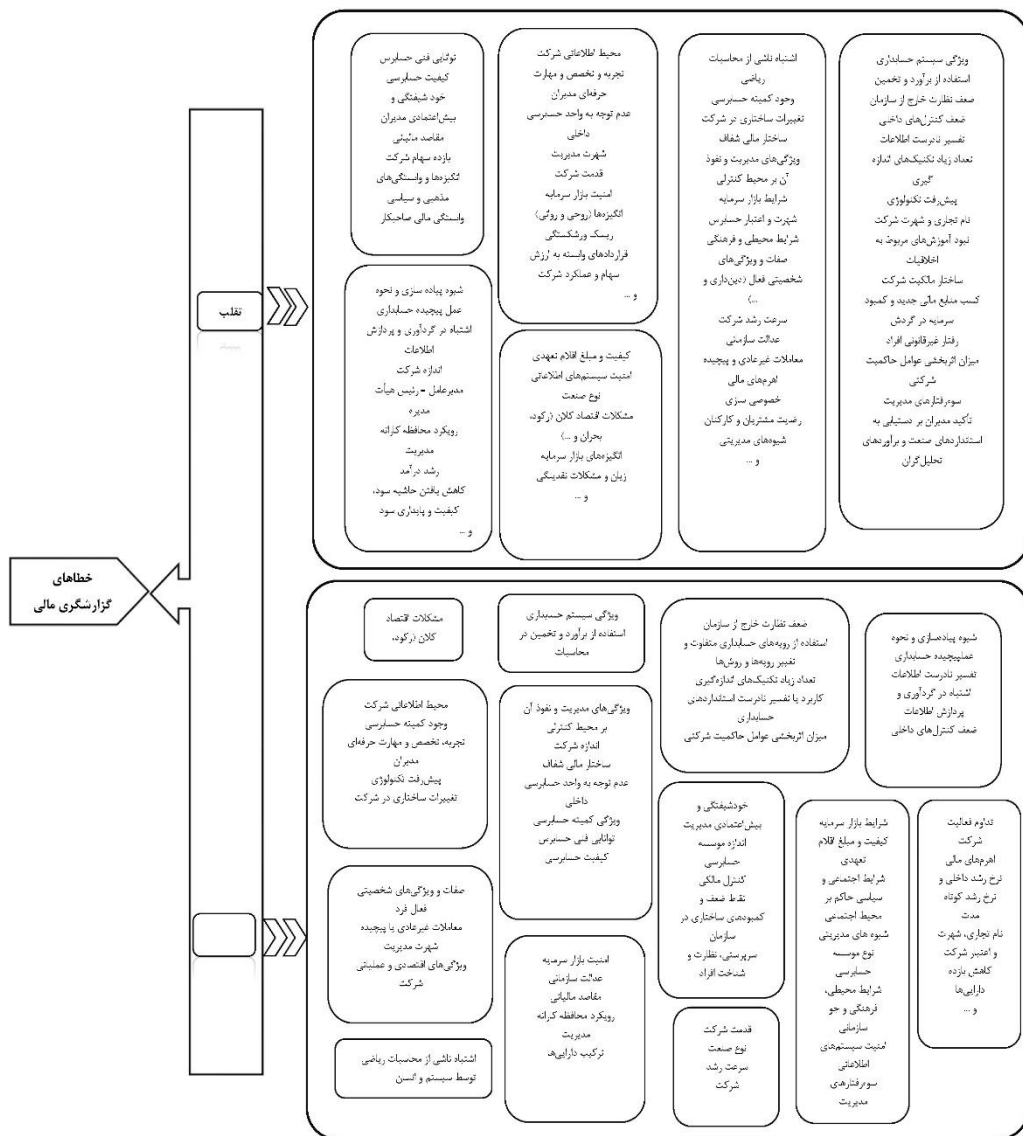 خطاهای
گزارشگری مالی
تقلب
ویژگی سیستم حسابداری
استفاده از برآورد و تخمین
ضعف نظارت خارج از سازمان
ضعف کنترل‌های داخلی
تفسیر نادرست اطلاعات
تعداد زیاد تکنیک‌های اندازه
گیری
پیش‌رفت تکنولوژی
نام تجاری و شهرت شرکت
نبود آموزش‌های مربوط به
اخلاقیات
ساختار مالکیت شرکت
کسب منابع مالی جدید و کمبود
سرمایه در گردش
رفتار غیرقانونی افراد
میزان اثربخشی عوامل حاکمیت
شرکتی
سوءرفتارهای مدیریت
تأکید مدیران بر دستیابی به
استانداردهای صنعت و برآوردهای
تحلیل‌گران
اشتباه ناشی از محاسبات
ریاضی
وجود کمیته حسابرسی
تغییرات ساختاری در شرکت
ساختار مالی شفاف
ویژگی‌های مدیریت و نفوذ
آن بر محیط کنترلی
شرایط بازار سرمایه
شهرت و اعتبار حسابرس
شرایط محیطی و فرهنگی
صفات و ویژگی‌های
شخصیتی فعال (دین‌داری و
...)
سرعت رشد شرکت
عدالت سازمانی
معاملات غیرعادی و پیچیده
اهرم‌های مالی
خصوصی سازی
رضایت مشتریان و کارکنان
شیوه‌های مدیریتی
و ...
محیط اطلاعاتی شرکت
تجربه و تخصص و مهارت
حرفه‌ای مدیران
عدم توجه به واحد حسابرسی
داخلی
شهرت مدیریت
قدمت شرکت
امنیت بازار سرمایه
انگیزه‌ها (روحی و روانی)
ریسک ورشکستگی
قراردادهای وابسته به ارزش
سهام و عملکرد شرکت
و ...
کیفیت و مبلغ اقلام تعهدی
امنیت سیستم‌های اطلاعاتی
نوع صنعت
مشکلات اقتصاد کلان (رکود،
بحران و ...)
انگیزه‌های بازار سرمایه
زیان و مشکلات نقدینگی
و ...
توانایی فنی حسابرس
کیفیت حسابرسی
خود شیفتگی و
بیش‌اعتمادی مدیران
مقاصد مالیاتی
بازده سهام شرکت
انگیزه‌ها و وابستگی‌های
مذهبی و سیاسی
وابستگی مالی صاحبکار
شیوه پیاده سازی و نحوه
عمل پیچیده حسابداری
اشتباه در گردآوری و پردازش
اطلاعات
اندازه شرکت
مدیرعامل – رئیس هیأت
مدیره
رویکرد محافظه کارانه
مدیریت
رشد درآمد
کاهش یافتن حاشیه سود،
کیفیت و پایداری سود
و ...
شیوه پیاده‌سازی و نحوه
عملپیچیده حسابداری
تفسیر نادرست اطلاعات
اشتباه در گردآوری و
پردازش اطلاعات
ضعف کنترل‌های داخلی
ضعف نظارت خارج از سازمان
استفاده از رویه‌های حسابداری متفاوت و
تغییر رویه‌ها و روش‌ها
تعداد زیاد تکنیک‌های اندازه‌گیری
کاربرد یا تفسیر نادرست استانداردهای
حسابداری
میزان اثربخشی عوامل حاکمیت شرکتی
ویژگی سیستم حسابداری
استفاده از برآورد و تخمین در
محاسبات
مشکلات اقتصاد
کلان (رکود،
تداوم فعالیت
شرکت
اهرم‌های مالی
نرخ رشد داخلی و
نرخ رشد کوتاه
مدت
نام تجاری، شهرت
و اعتبار شرکت
کاهش بازده
دارایی‌ها
و ...
شرایط بازار سرمایه
کیفیت و مبلغ اقلام
تعهدی
شرایط اجتماعی و
سیاسی حاکم بر
محیط اجتماعی
شیوه های مدیریتی
نوع موسسه
حسابرسی
شرایط محیطی،
فرهنگی و جو
سازمانی
امنیت سیستم‌های
اطلاعاتی
سوءرفتارهای
مدیریت
خودشیفتگی و
بیش‌اعتمادی مدیریت
اندازه موسسه
حسابرسی
کنترل مالکی
نقاط ضعف و
کمبودهای ساختاری در
سازمان
سرپرستی، نظارت و
شناخت افراد
قدمت شرکت
نوع صنعت
سرعت رشد
شرکت
ویژگی‌های مدیریت و نفوذ آن
بر محیط کنترلی
اندازه شرکت
ساختار مالی شفاف
عدم توجه به واحد حسابرسی
داخلی
ویژگی کمیته حسابرسی
توانایی فنی حسابرس
کیفیت حسابرسی
امنیت بازار سرمایه
عدالت سازمانی
مقاصد مالیاتی
رویکرد محافظه کارانه
مدیریت
ترکیب دارایی‌ها
محیط اطلاعاتی شرکت
وجود کمیته حسابرسی
تجربه، تخصص و مهارت حرفه‌ای
مدیران
پیش‌رفت تکنولوژی
تغییرات ساختاری در شرکت
صفات و ویژگی‌های شخصیتی
فعال فرد
معاملات غیرعادی یا پیچیده
شهرت مدیریت
ویژگی‌های اقتصادی و عملیاتی
شرکت
اشتباه ناشی از محاسبات ریاضی
توسط سیستم و انسن